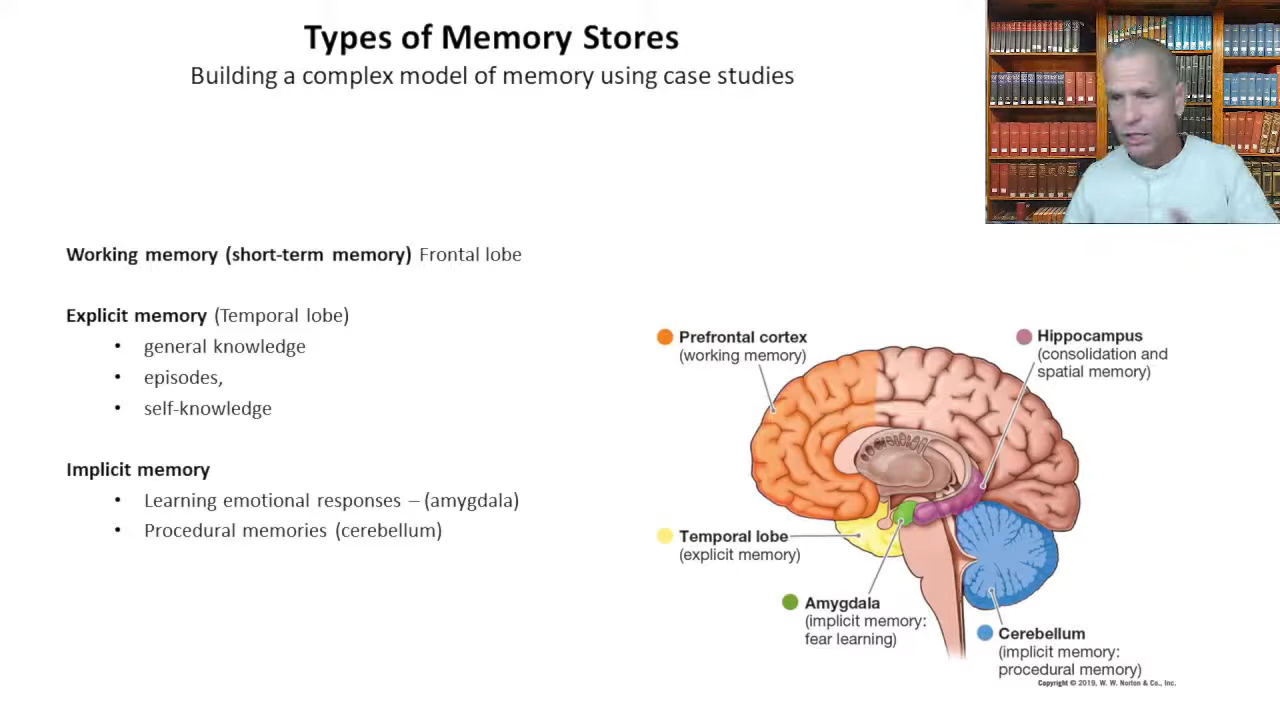 Types of Memory Stores
Building a complex model of memory using case studies
Working memory (short-term memory) Frontal lobe
Explicit memory (Temporal lobe)
• general knowledge
• episodes,
• self-knowledge
Implicit memory
• Learning emotional responses – (amygdala)
• Procedural memories (cerebellum)
Prefrontal cortex
(working memory)
Hippocampus
(consolidation and
spatial memory)
Temporal lobe
(explicit memory)
Amygdala
(implicit memory:
fear learning)
Cerebellum
(implicit memory:
procedural memory)
Copyright © 2019, W. W. Norton & Co., Inc.